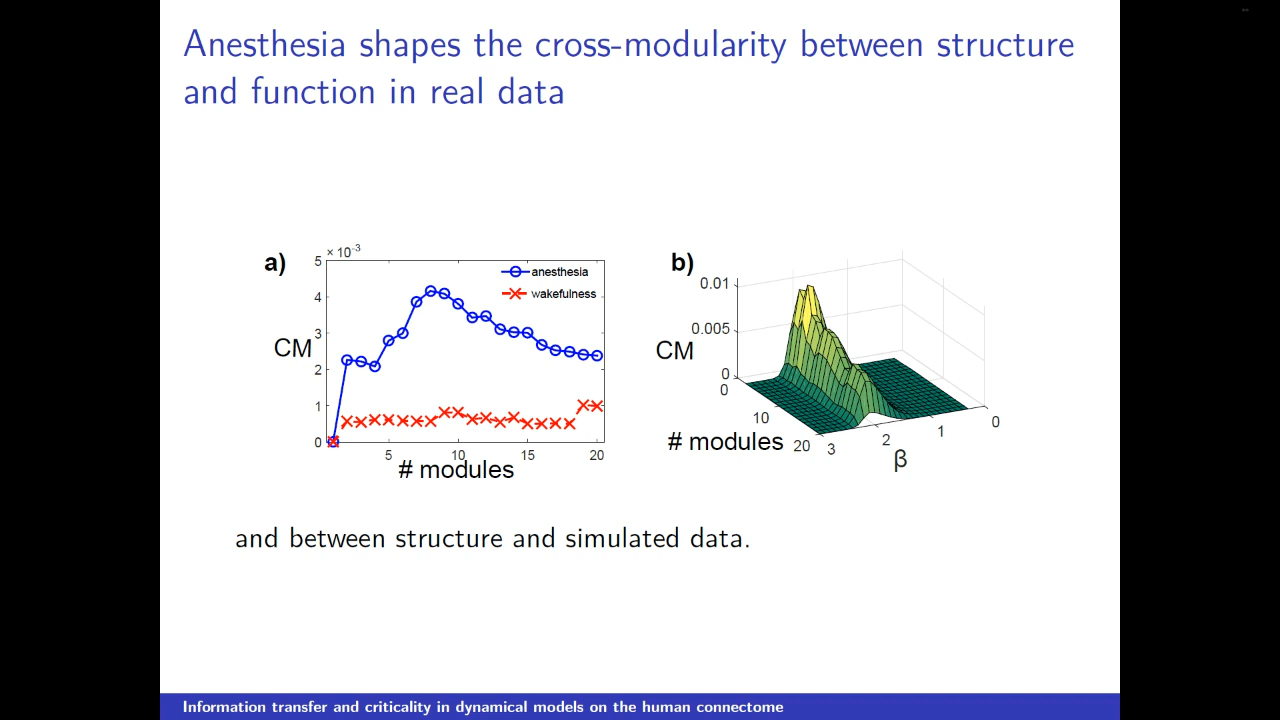 Anesthesia shapes the cross-modularity between structure
and function in real data
a)
× 10⁻³
5
4
3
2
1
0
CM
anesthesia
wakefulness
5
10
15
20
# modules
b)
0.01
0.005
0
CM
0
10
20
# modules
3
2
1
0
β
and between structure and simulated data.
Information transfer and criticality in dynamical models on the human connectome